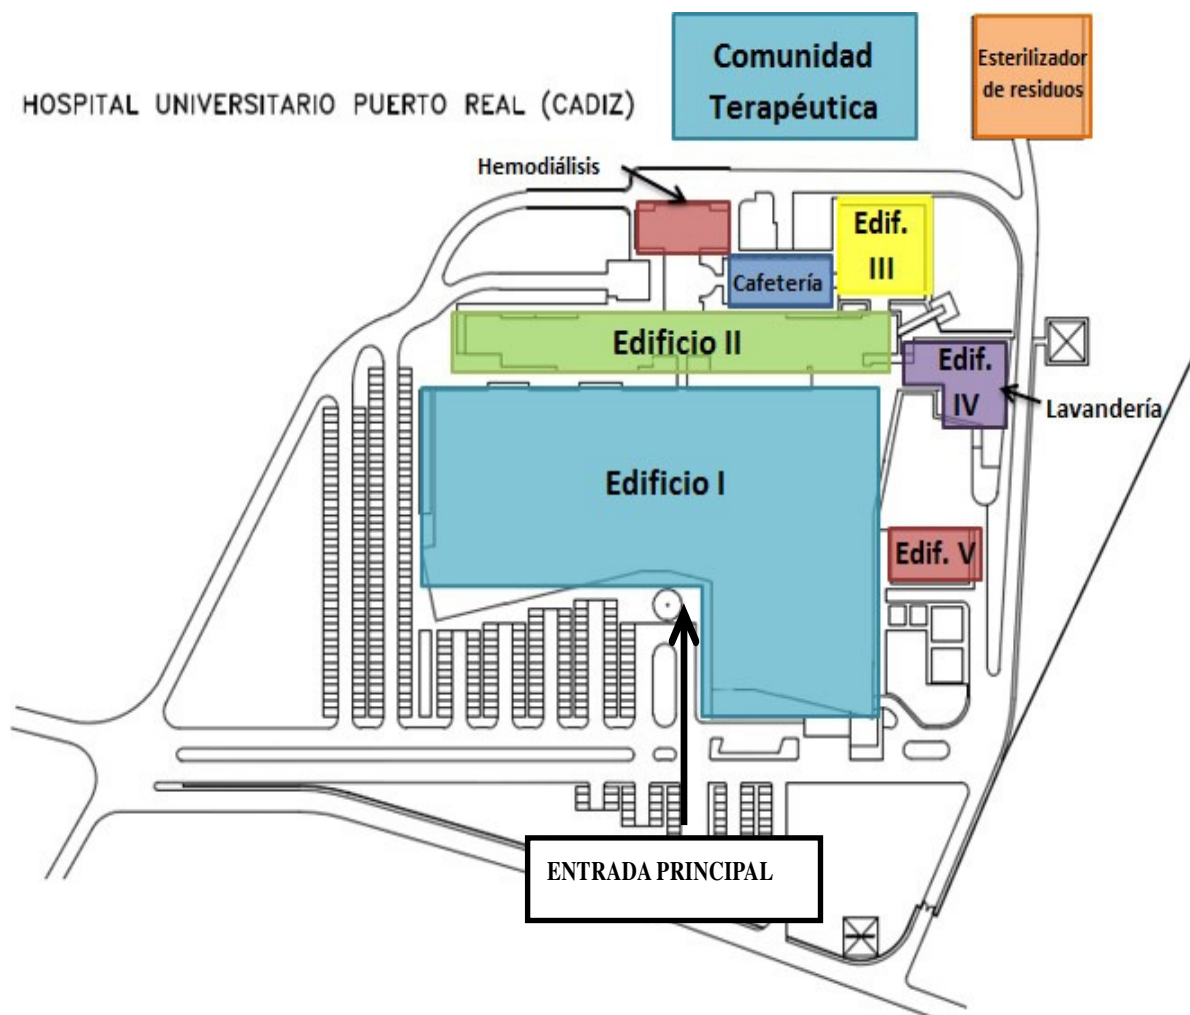 Comunidad
Terapéutica
Esterilizador
de residuos
HOSPITAL UNIVERSITARIO PUERTO REAL (CADIZ)
Hemodiálisis
Edif.
III
Cafetería
Edificio II
Edif.
IV
Lavandería
Edificio I
Edif. V
ENTRADA PRINCIPAL